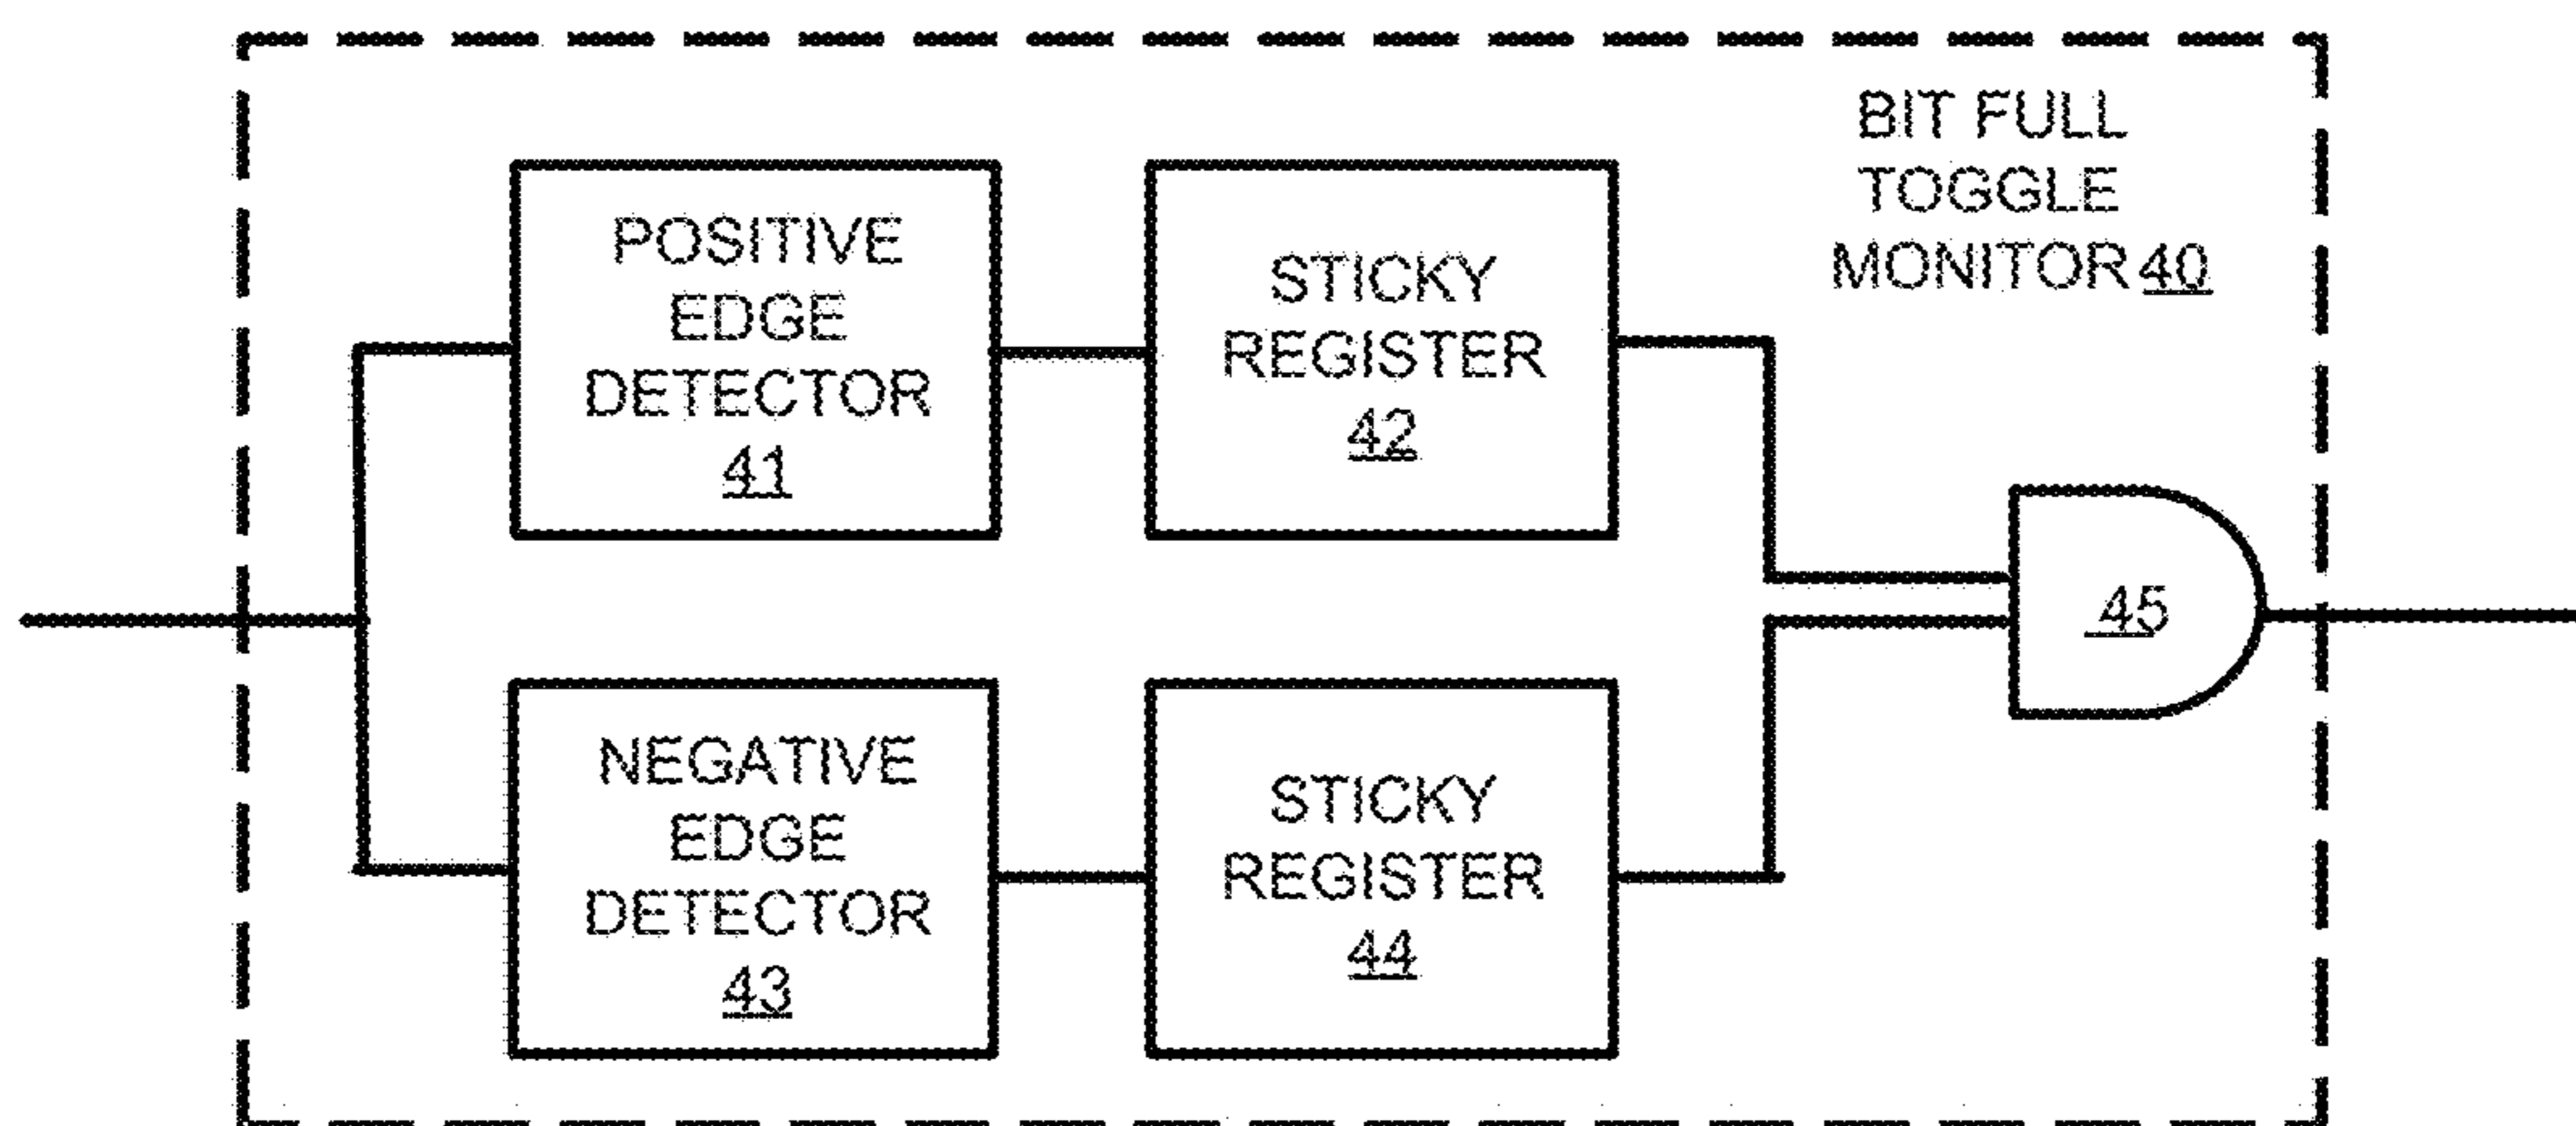 BIT FULL
TOGGLE
MONITOR 40
POSITIVE
EDGE
DETECTOR
41
STICKY
REGISTER
42
45
NEGATIVE
EDGE
DETECTOR
43
STICKY
REGISTER
44